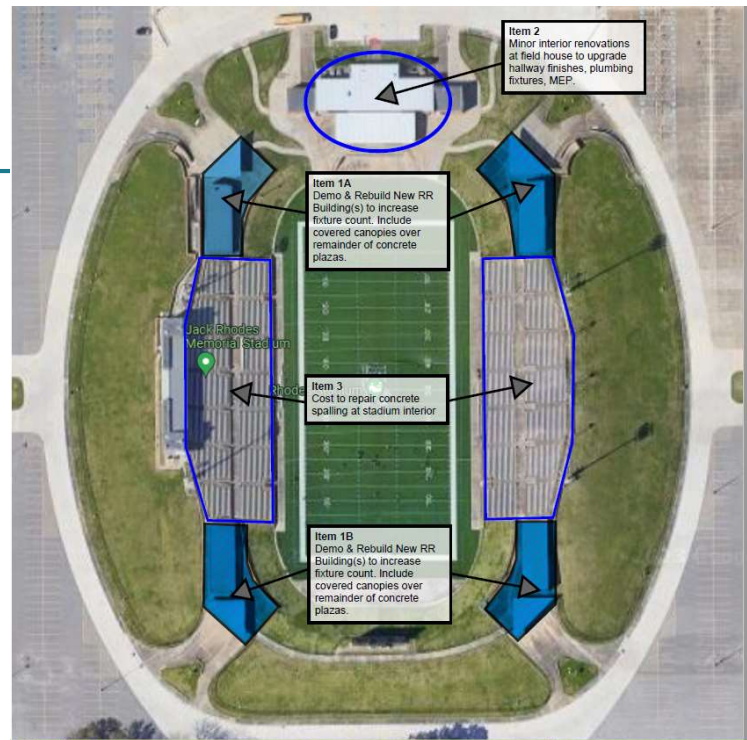 Item 2
Minor interior renovations
at field house to upgrade
hallway finishes, plumbing
fixtures, MEP.
Item 1A
Demo & Rebuild New RR
Building(s) to increase
fixture count. Include
covered canopies over
remainder of concrete
plazas.
Jack Rhodes
Memorial Stadium
Rhode
Item 3
Cost to repair concrete
spalling at stadium interior
Item 1B
Demo & Rebuild New RR
Building(s) to increase
fixture count. Include
covered canopies over
remainder of concrete
plazas.